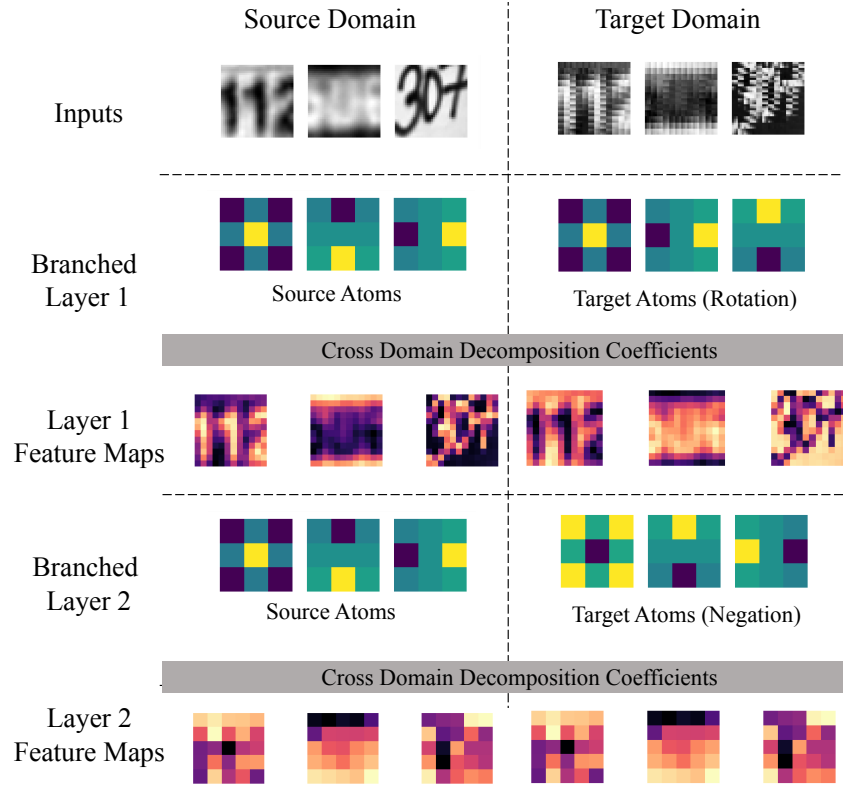 Source Domain
Target Domain
Inputs
112
307
Branched
Layer 1
Source Atoms
Target Atoms (Rotation)
Cross Domain Decomposition Coefficients
Layer 1
Feature Maps
Branched
Layer 2
Source Atoms
Target Atoms (Negation)
Cross Domain Decomposition Coefficients
Layer 2
Feature Maps